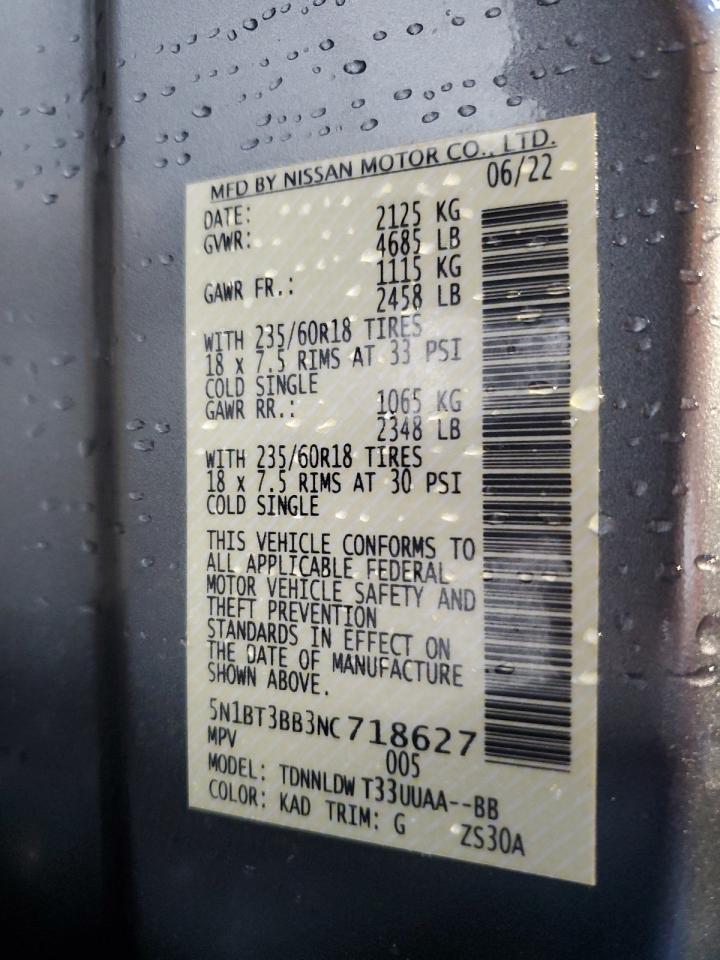 MFD BY NISSAN MOTOR CO., LTD.
DATE: 06/22
GVWR: 2125 KG
4685 LB
GAWR FR.: 1115 KG
2458 LB
WITH 235/60R18 TIRES
18 x 7.5 RIMS AT 33 PSI
COLD SINGLE
GAWR RR.: 1065 KG
2348 LB
WITH 235/60R18 TIRES
18 x 7.5 RIMS AT 30 PSI
COLD SINGLE
THIS VEHICLE CONFORMS TO
ALL APPLICABLE FEDERAL
MOTOR VEHICLE SAFETY AND
THEFT PREVENTION
STANDARDS IN EFFECT ON
THE DATE OF MANUFACTURE
SHOWN ABOVE.
5N1BT3BB3NC718627
MPV 005
MODEL: TDNNLDW T33UUAA--BB
COLOR: KAD TRIM: G ZS30A